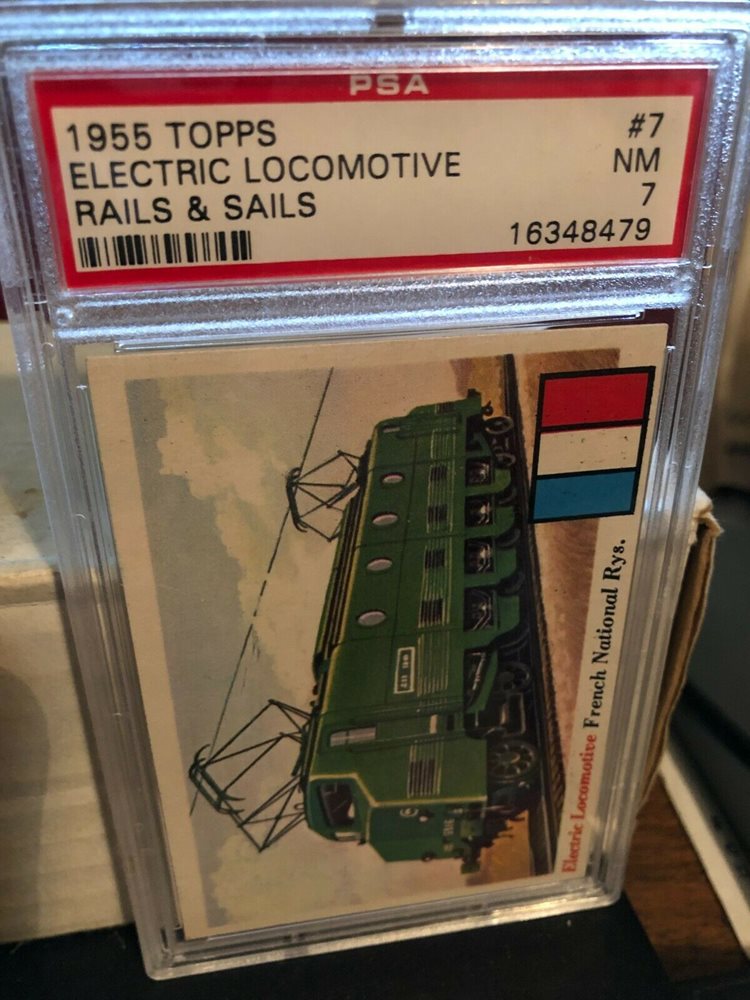 PSA
1955 TOPPS #7
ELECTRIC LOCOMOTIVE NM
RAILS & SAILS 7
16348479
Electric Locomotive French National Rys.